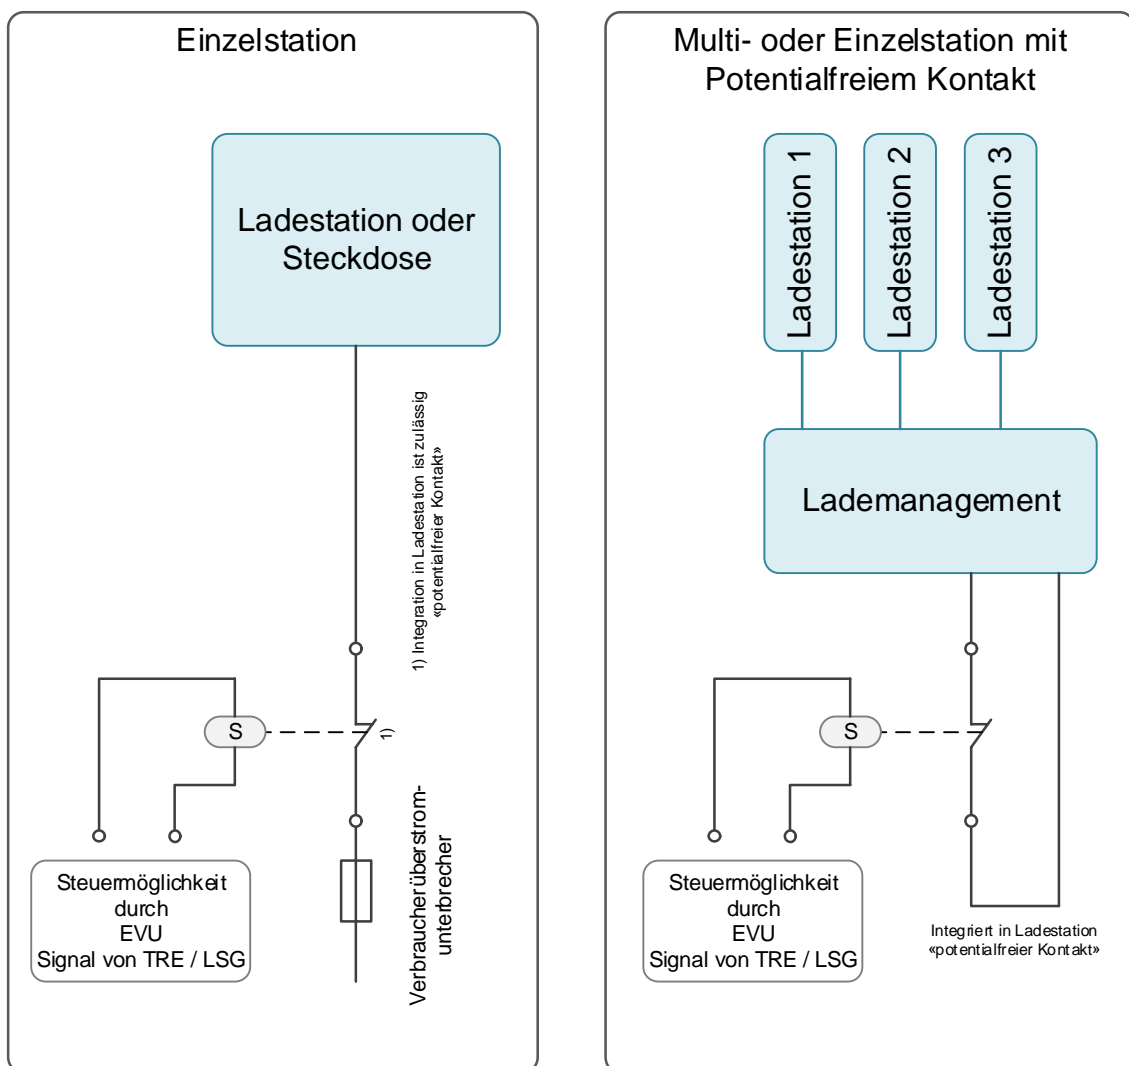 Einzelstation
Ladestation oder
Steckdose
1) Integration in Ladestation ist zulässig
«potentialfreier Kontakt»
S
1)
Verbraucherüberstrom-
unterbrecher
Steuermöglichkeit
durch
EVU
Signal von TRE / LSG
Multi- oder Einzelstation mit
Potentialfreiem Kontakt
Ladestation 1
Ladestation 2
Ladestation 3
Lademanagement
S
Steuermöglichkeit
durch
EVU
Signal von TRE / LSG
Integriert in Ladestation
«potentialfreier Kontakt»